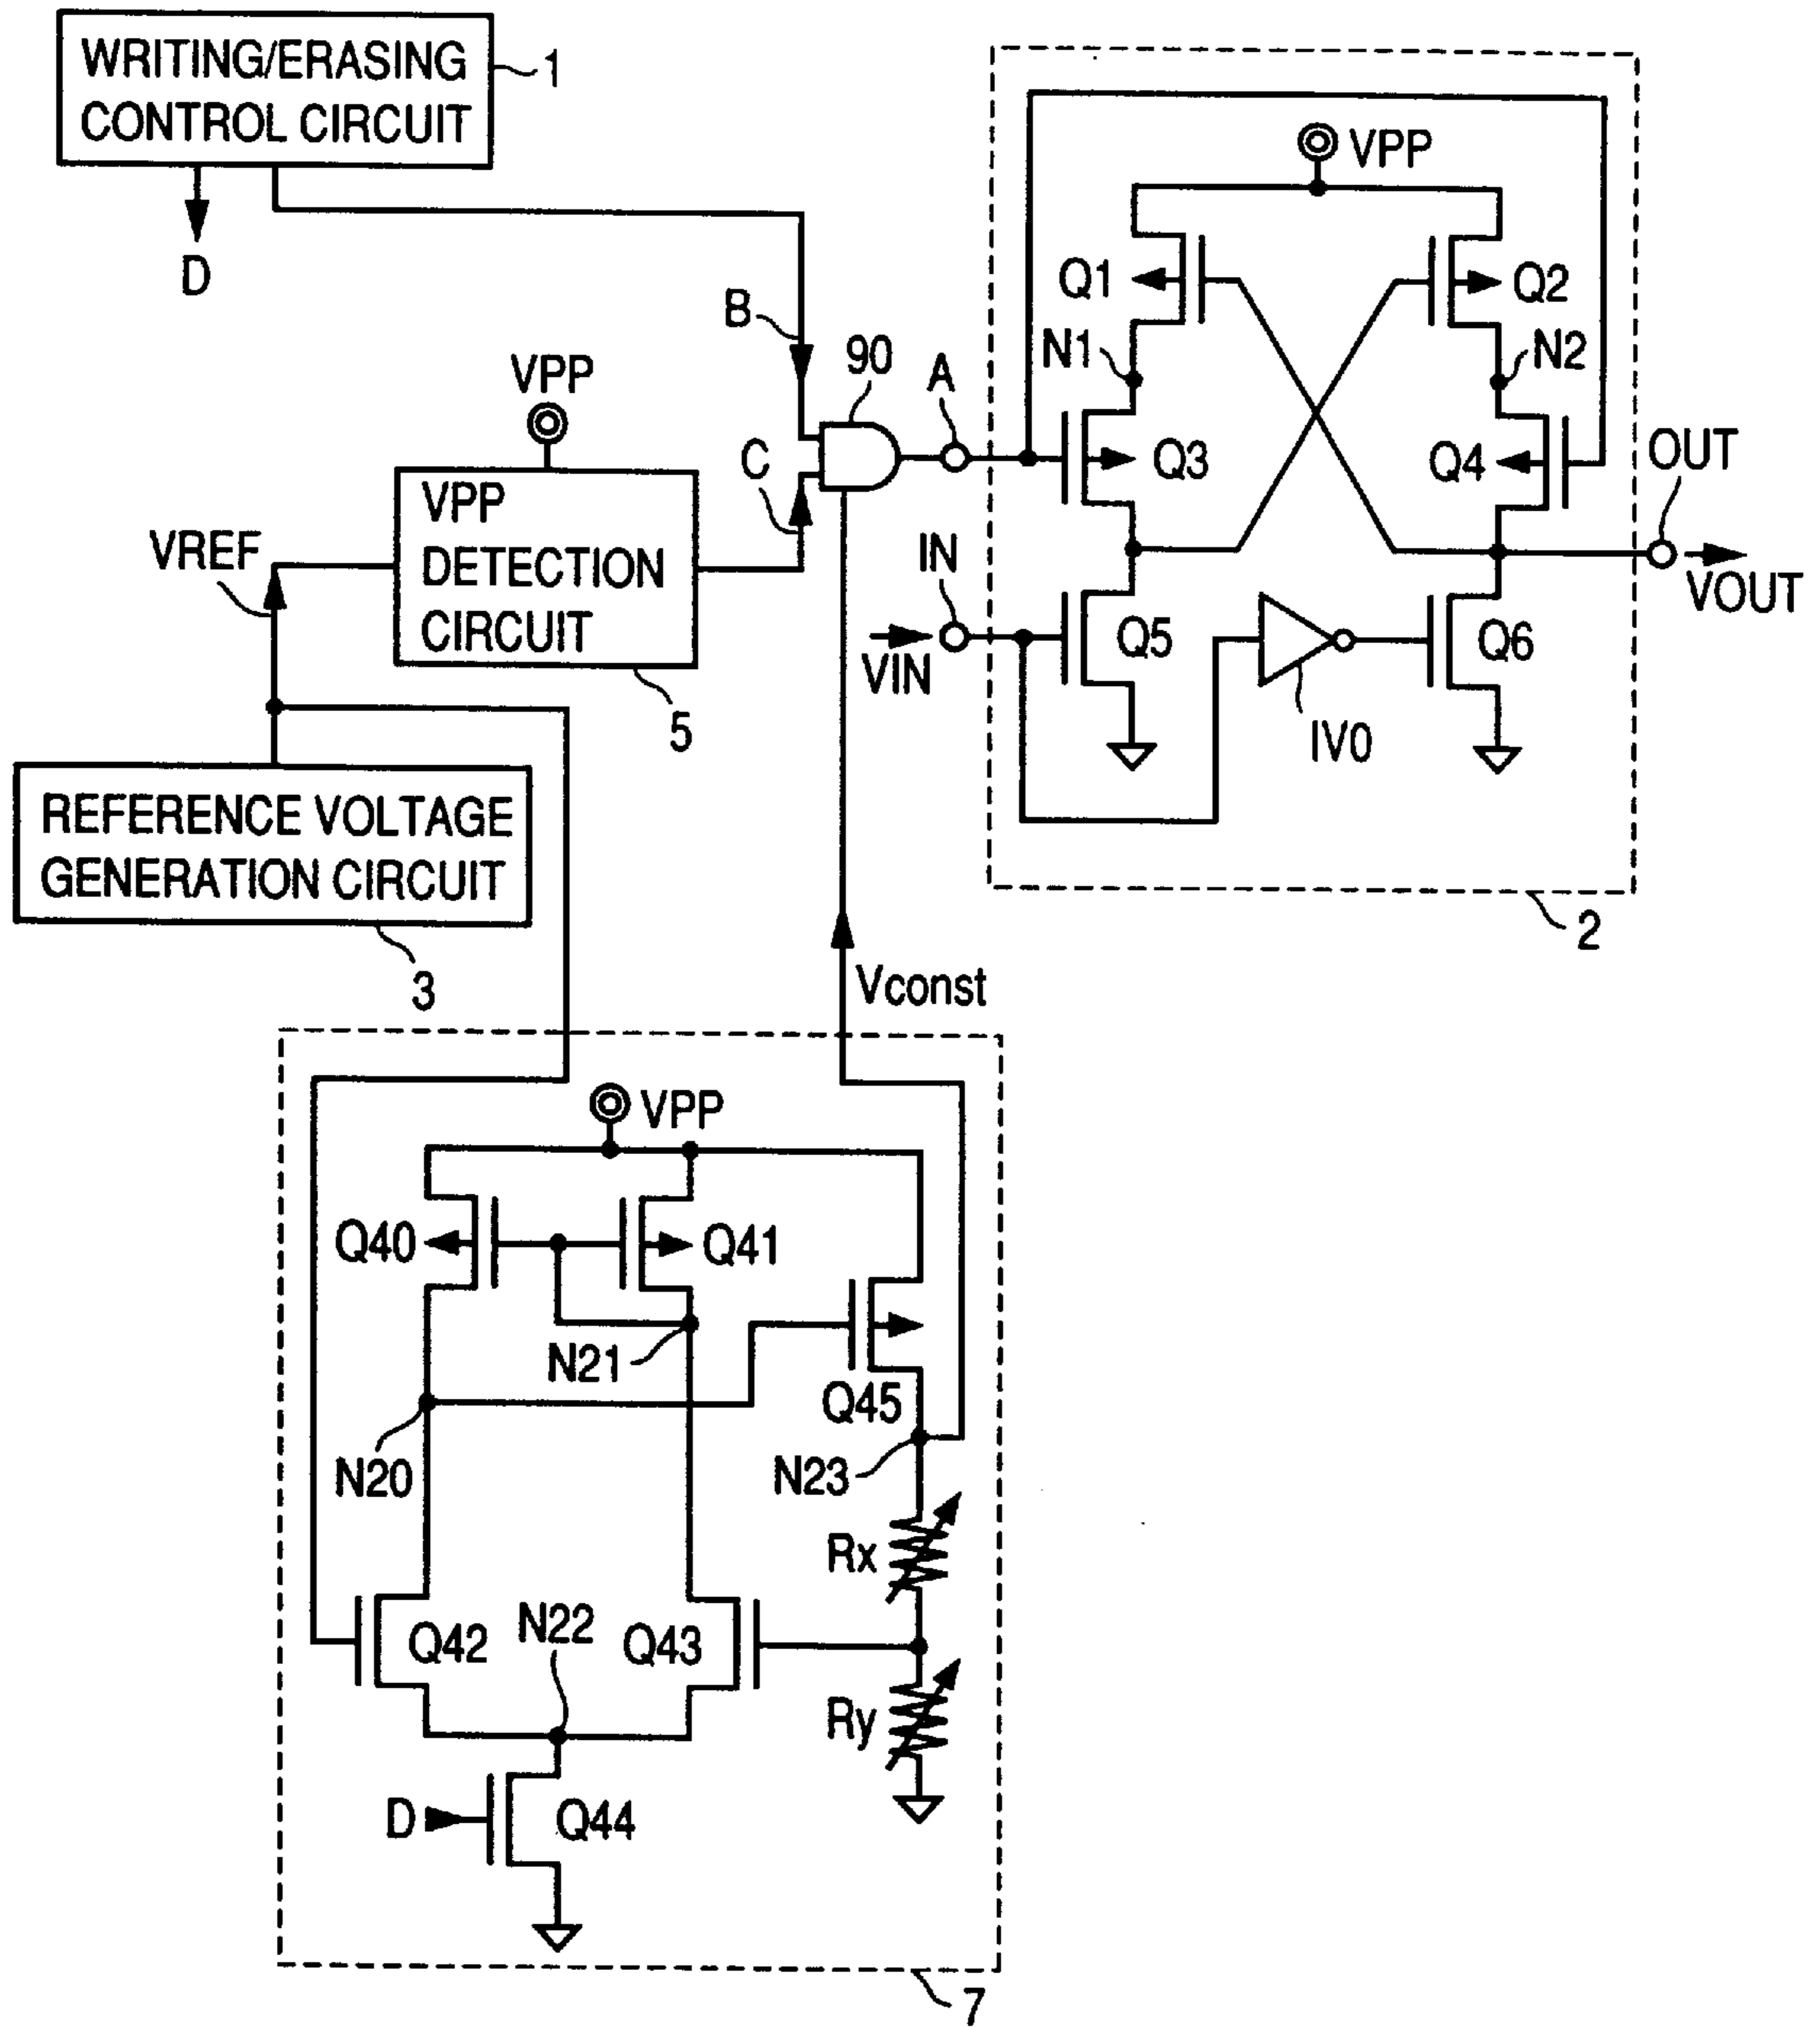 WRITING/ERASING
CONTROL CIRCUIT
1
D
B
VPP
Q1
Q2
N1
N2
90
A
VPP
C
Q3
Q4
OUT
VPP
DETECTION
CIRCUIT
VREF
IN
VIN
Q5
Q6
VOUT
5
IV0
REFERENCE VOLTAGE
GENERATION CIRCUIT
3
2
Vconst
VPP
Q40
Q41
N21
Q45
N20
N23
Rx
Q42
N22
Q43
Ry
D
Q44
7